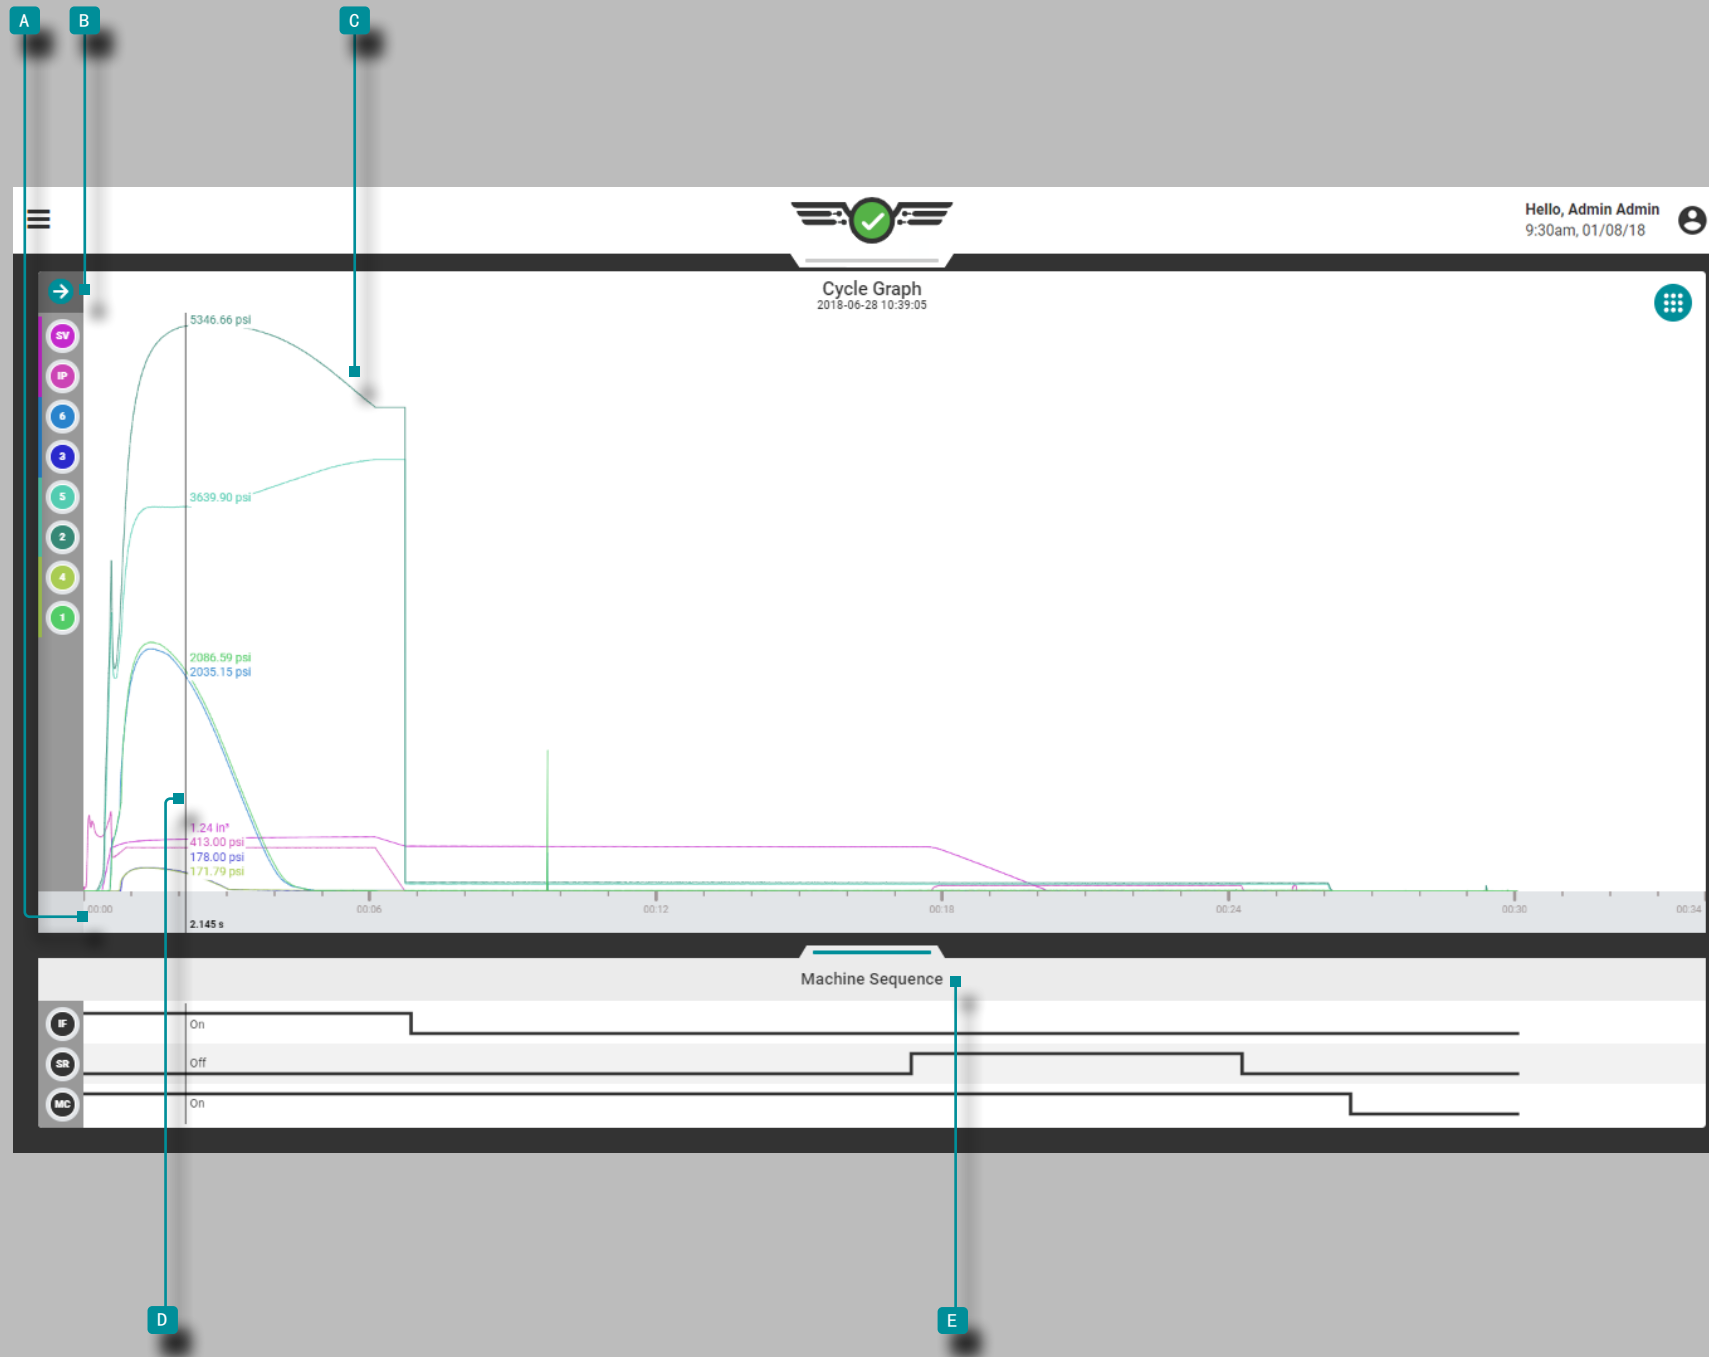 A B C
Hello, Admin Admin
9:30am, 01/08/18
Cycle Graph
2018-06-28 10:39:05
SV
IP
6
3
S
2
4
1
5346.66 psi
3639.90 psi
2086.59 psi
2035.15 psi
1.24 in³
413.00 psi
178.00 psi
171.79 psi
00:00 00:06 00:12 00:18 00:24 00:30 00:34
2.145 s
Machine Sequence
IF On
SR Off
MC On
D E